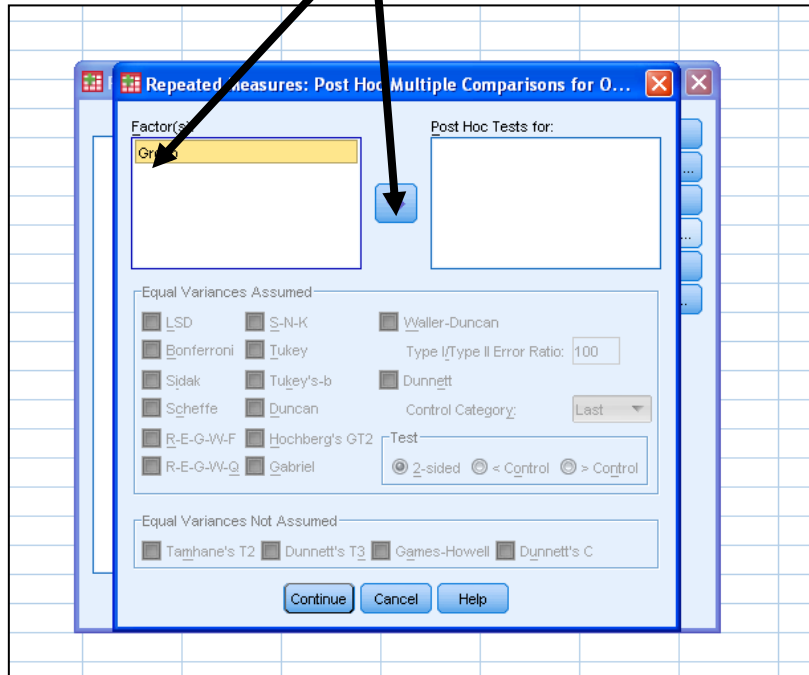 Repeated Measures: Post Hoc Multiple Comparisons for O...
Factor(s):
Post Hoc Tests for:
Group
Equal Variances Assumed
LSD S-N-K Waller-Duncan
Bonferroni Tukey Type I/Type II Error Ratio: 100
Sidak Tukey's-b Dunnett
Scheffe Duncan Control Category: Last
R-E-G-W-F Hochberg's GT2 Test
R-E-G-W-Q Gabriel 2-sided < Control > Control
Equal Variances Not Assumed
Tamhane's T2 Dunnett's T3 Games-Howell Dunnett's C
Continue Cancel Help